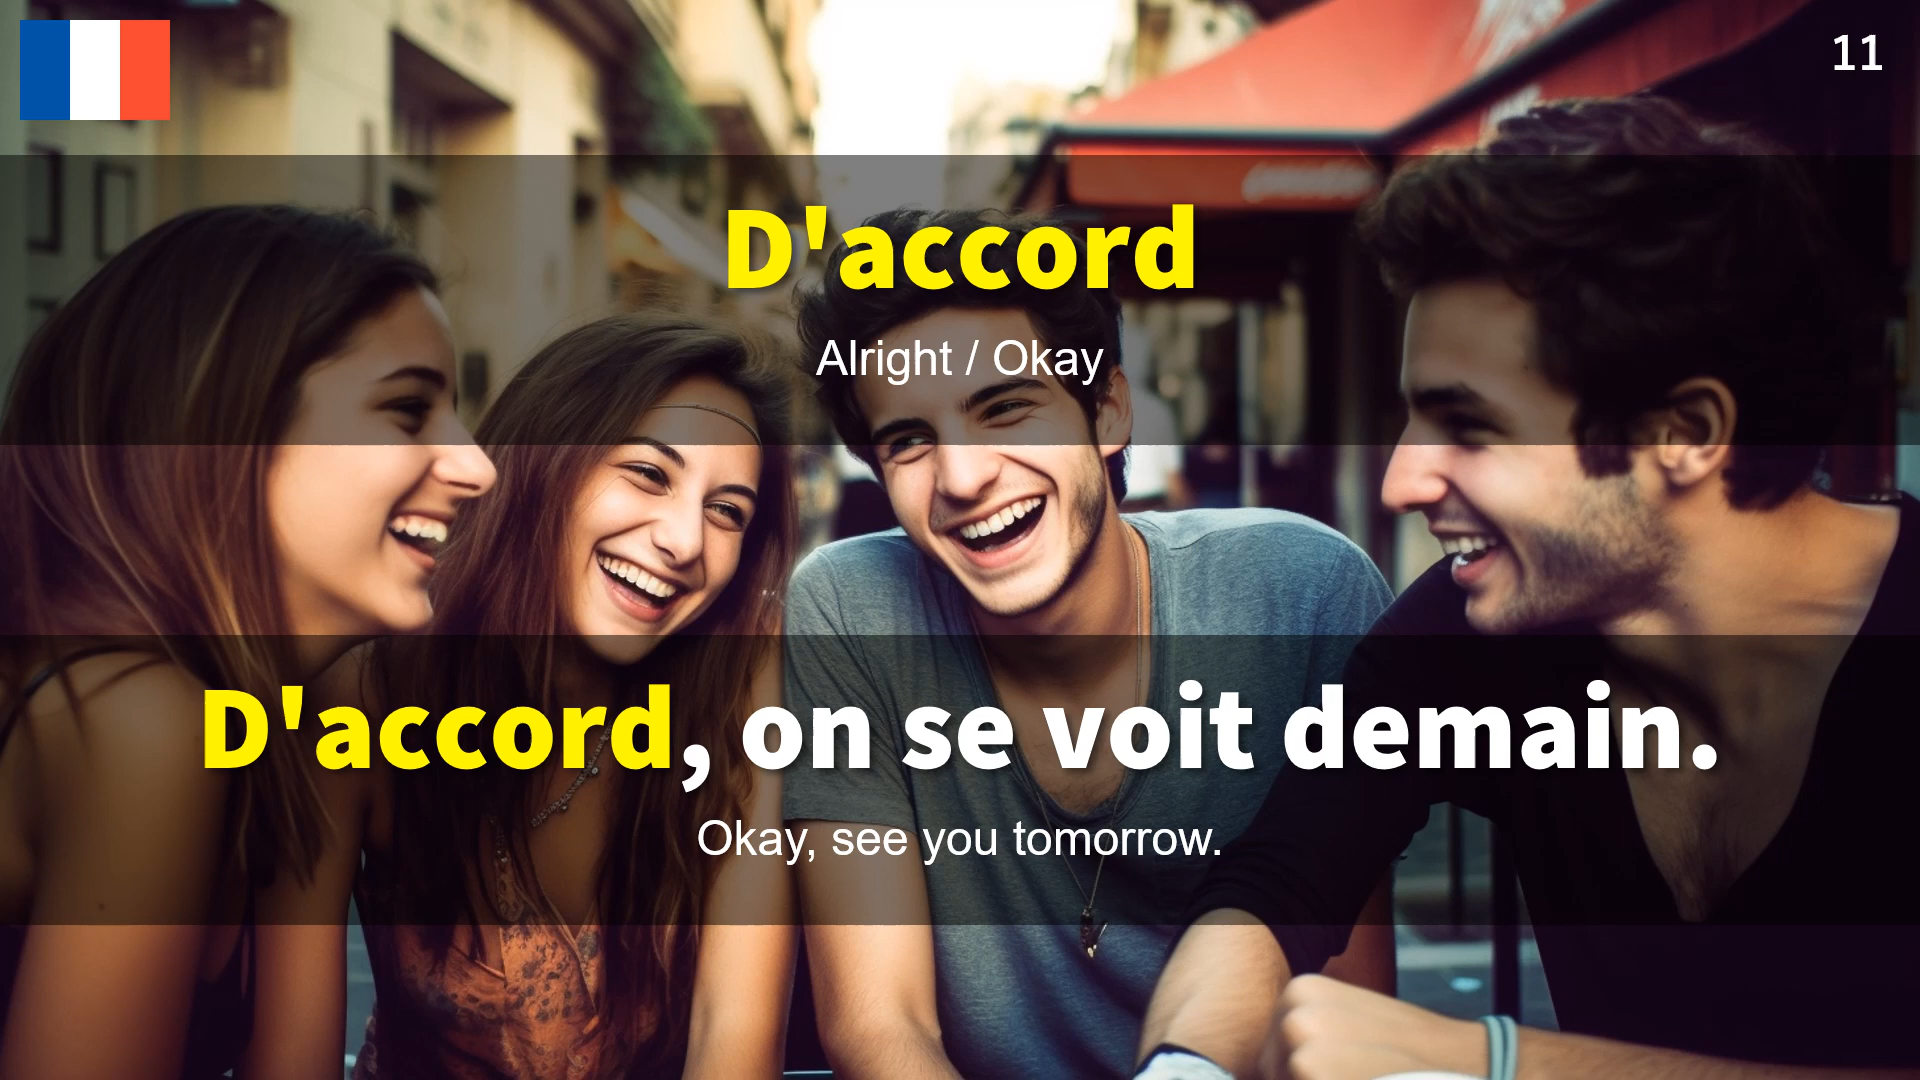 11
D'accord
Alright / Okay
D'accord, on se voit demain.
Okay, see you tomorrow.